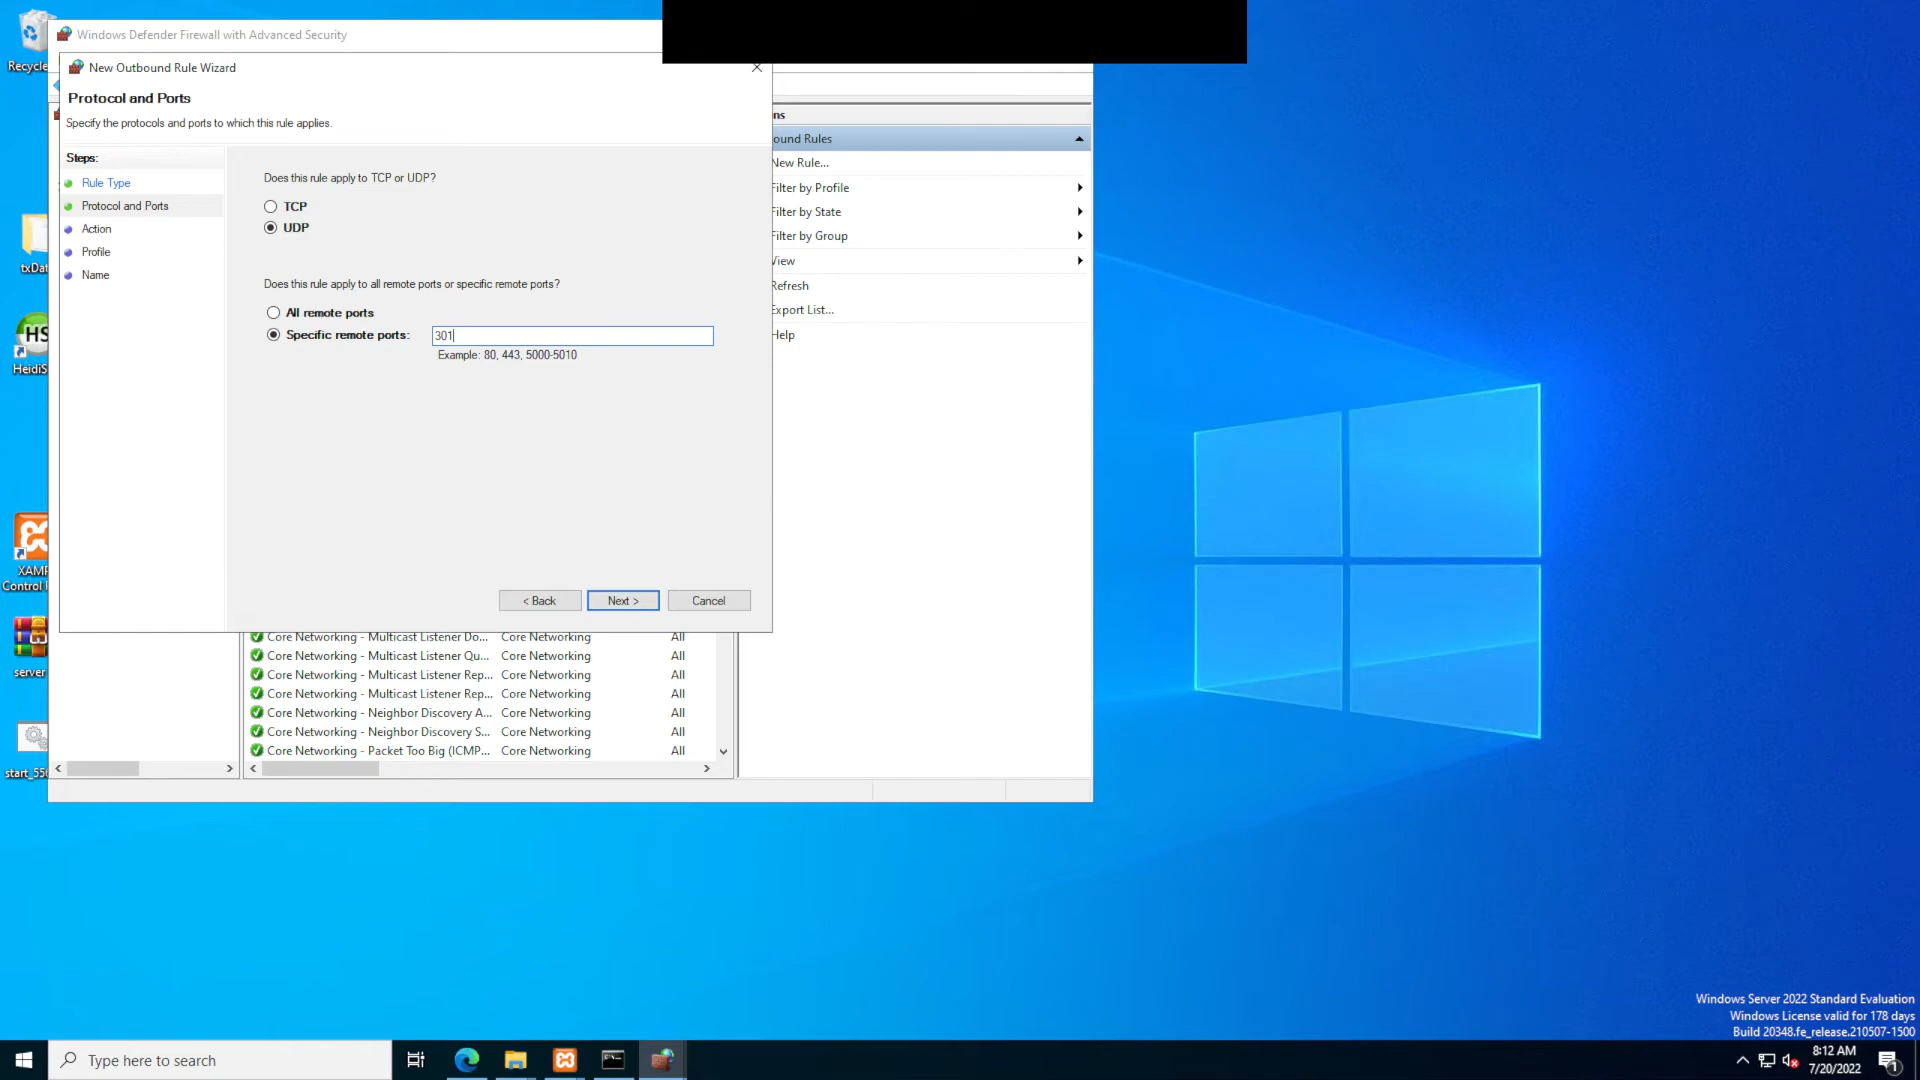 Recycle
Windows Defender Firewall with Advanced Security
New Outbound Rule Wizard
Protocol and Ports
Specify the protocols and ports to which this rule applies.
Steps:
Rule Type
Protocol and Ports
Action
Profile
Name
Does this rule apply to TCP or UDP?
TCP
UDP
Does this rule apply to all remote ports or specific remote ports?
All remote ports
Specific remote ports:
301
Example: 80, 443, 5000-5010
< Back
Next >
Cancel
ns
ound Rules
New Rule...
Filter by Profile
Filter by State
Filter by Group
View
Refresh
Export List...
Help
txDat
HS
HeidiS
XAMP
Control
server
start_556
Core Networking - Multicast Listener Do... Core Networking All
Core Networking - Multicast Listener Qu... Core Networking All
Core Networking - Multicast Listener Rep... Core Networking All
Core Networking - Multicast Listener Rep... Core Networking All
Core Networking - Neighbor Discovery A... Core Networking All
Core Networking - Neighbor Discovery S... Core Networking All
Core Networking - Packet Too Big (ICMP... Core Networking All
Windows Server 2022 Standard Evaluation
Windows License valid for 178 days
Build 20348.fe_release.210507-1500
Type here to search
8:12 AM
7/20/2022
1